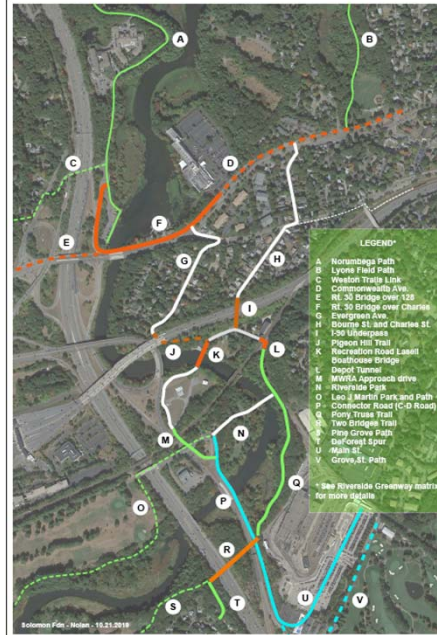 A
B
C
D
E
F
G
H
I
J
K
L
M
N
O
P
Q
R
S
T
U
V
LEGEND*
A Norumbega Path
B Lyons Field Path
C Weston Trails Link
D Commonwealth Ave.
E Rt. 30 Bridge over 128
F Rt. 30 Bridge over Charles
G Evergreen Ave.
H Bourne St. and Charles St.
I I-90 Underpass
J Pigeon Hill Trail
K Recreation Road Lasell
Boathouse Bridge
L Depot Tunnel
M MWRA Approach drive
N Riverside Park
O Leo J Martin Park and Path
P Connector Road (C-D Road)
Q Pony Truss Trail
R Two Bridges Trail
S Pine Grove Path
T DeForest Spur
U Main St.
V Grove St. Path
* See Riverside Greenway matrix
for more details
Solomon Fdn - Nolan - 10.21.2019